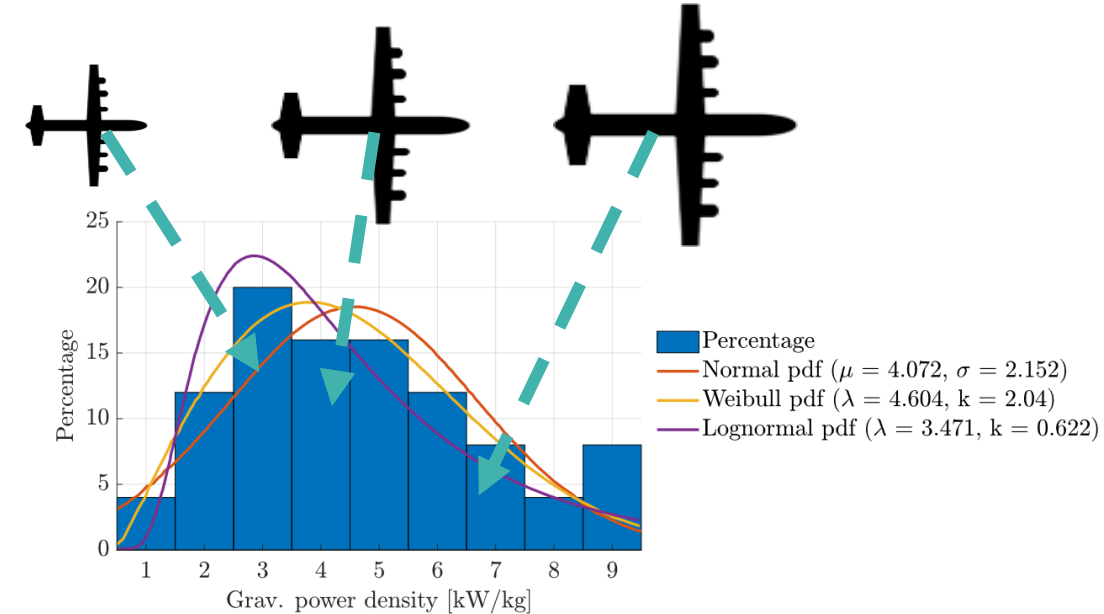 25
20
15
10
5
0
Percentage
1 2 3 4 5 6 7 8 9
Grav. power density [kW/kg]
Percentage
Normal pdf (μ = 4.072, σ = 2.152)
Weibull pdf (λ = 4.604, k = 2.04)
Lognormal pdf (λ = 3.471, k = 0.622)